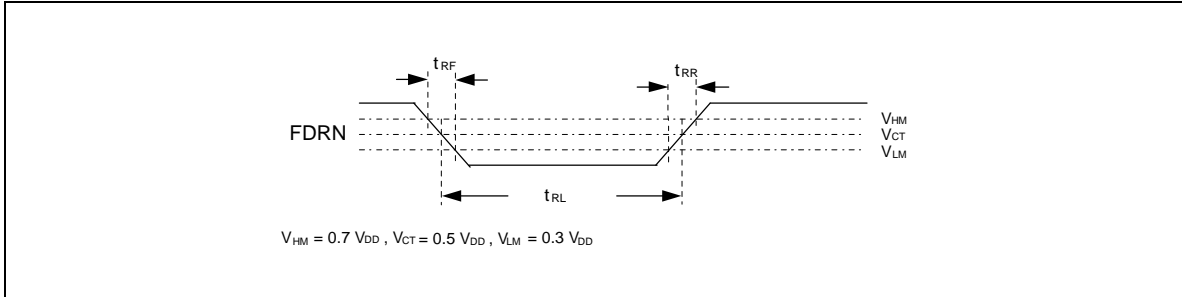 tRF
tRR
FDRN
VHM
VCT
VLM
tRL
VHM = 0.7 VDD , VCT = 0.5 VDD , VLM = 0.3 VDD